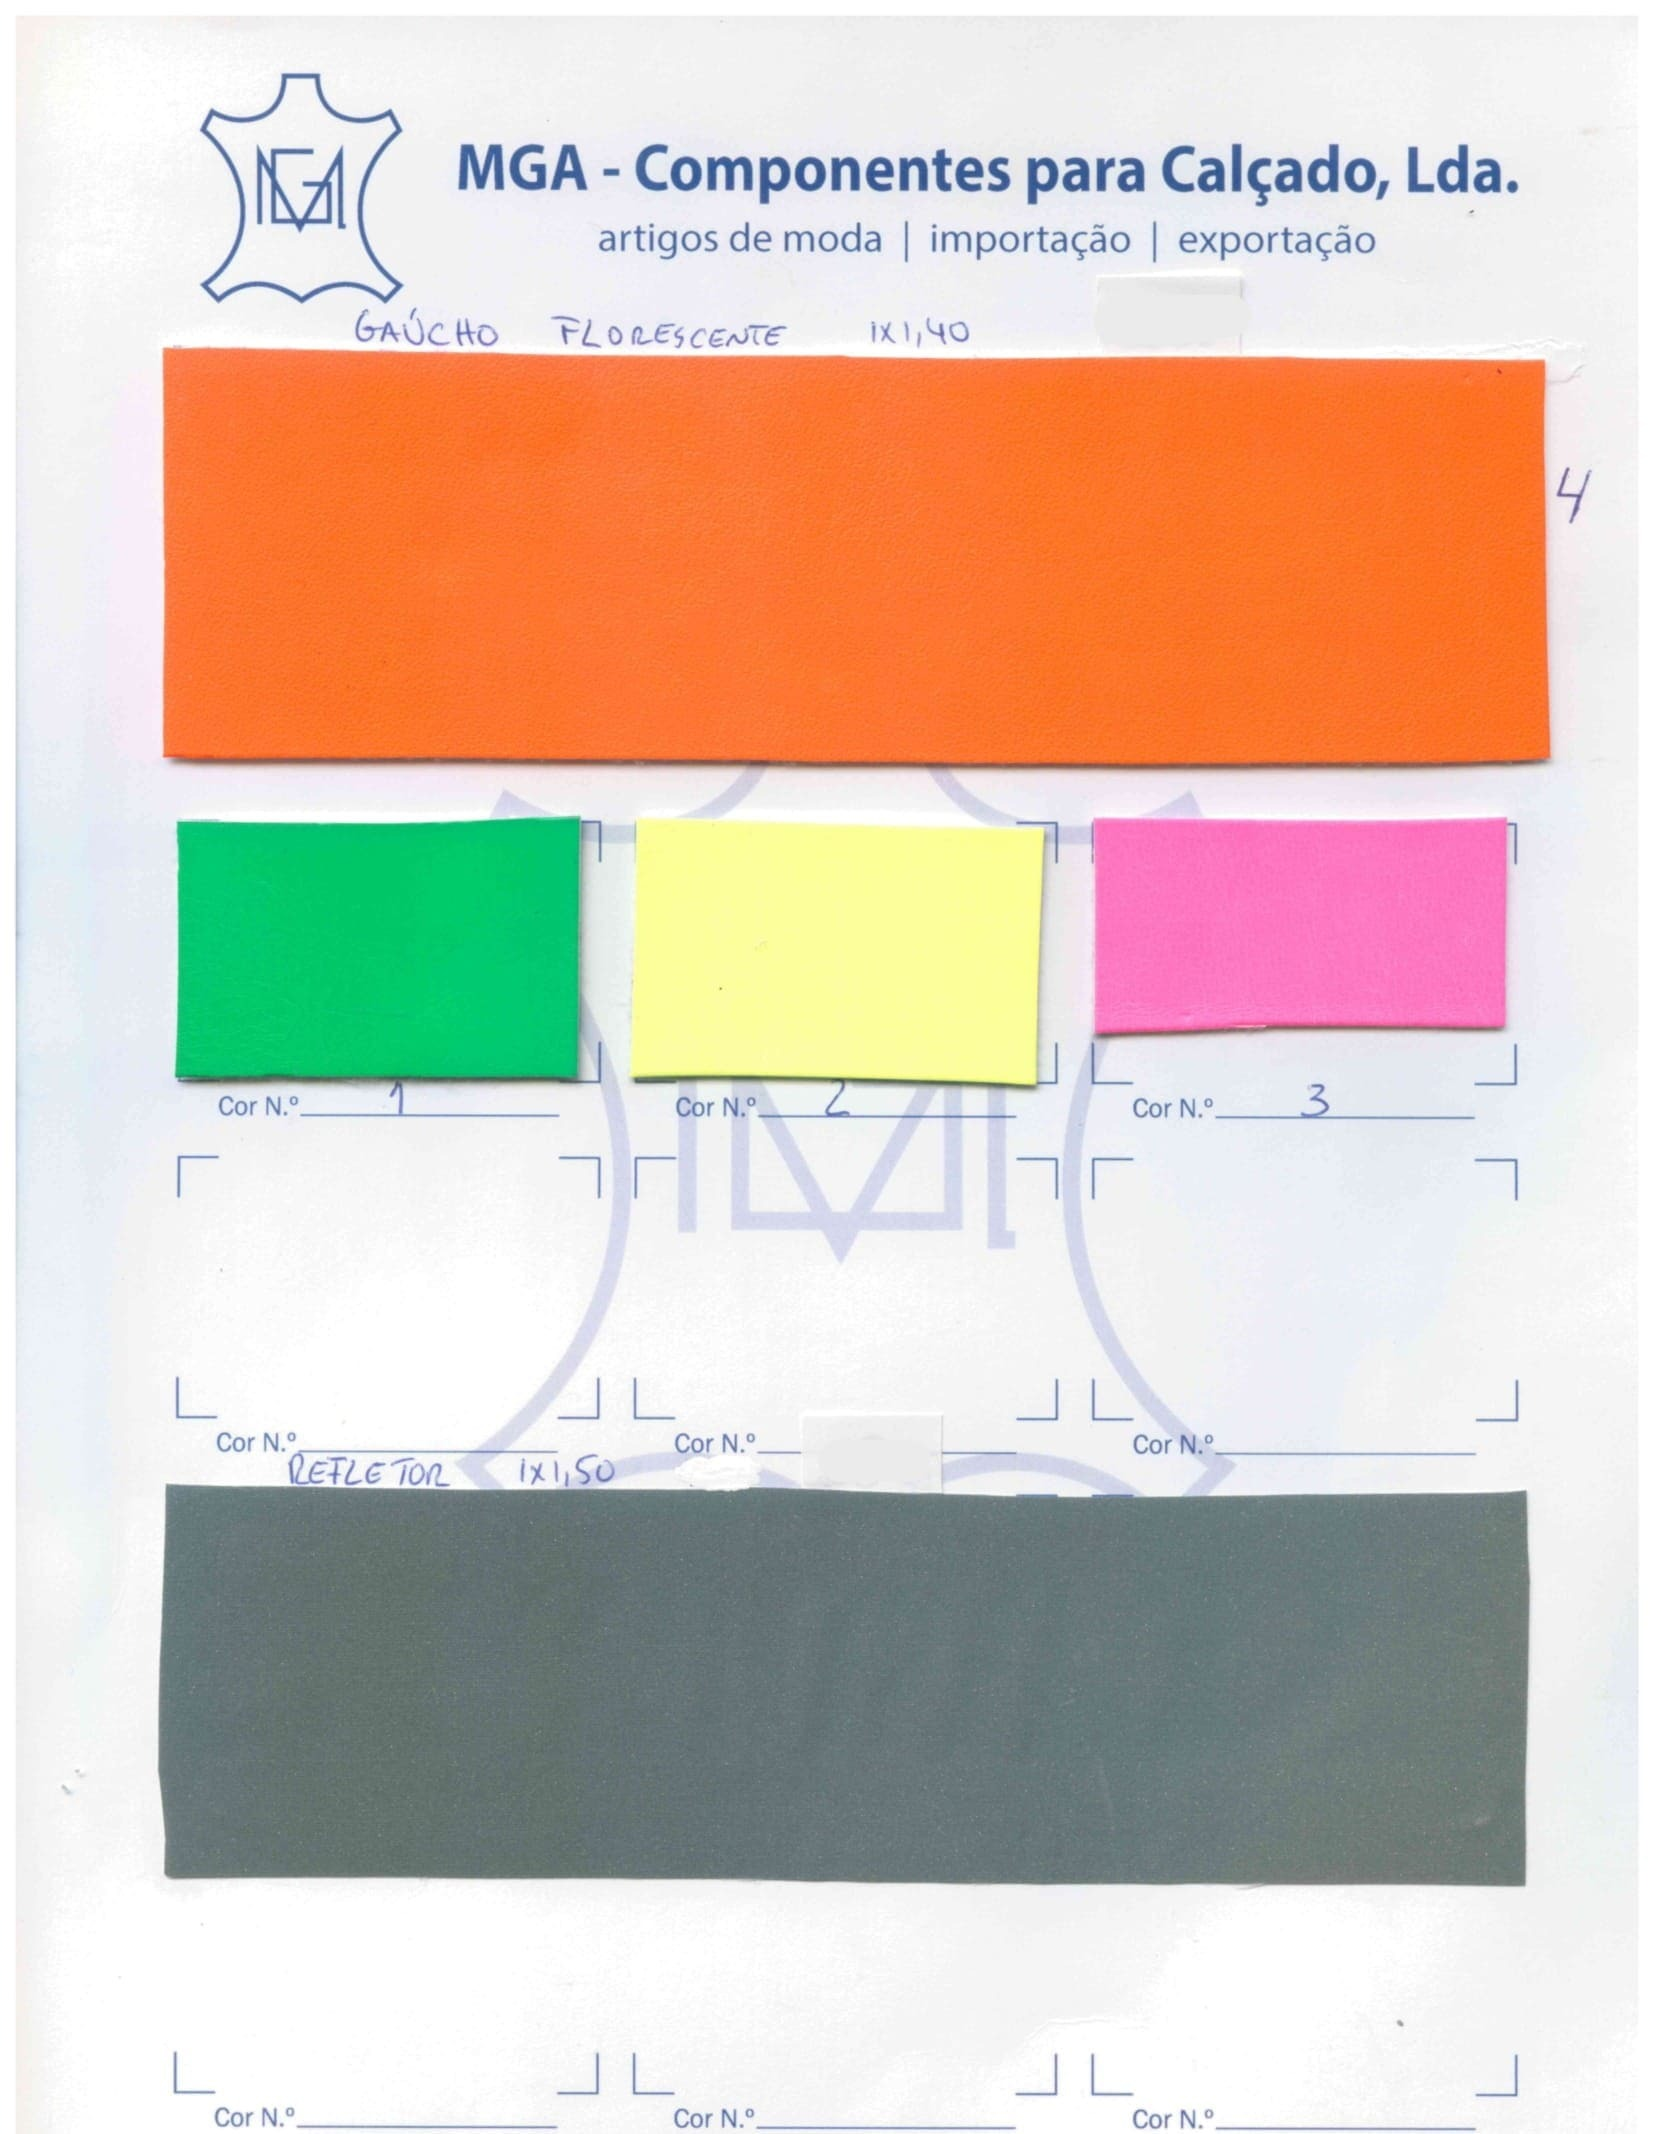 MGA - Componentes para Calçado, Lda.
artigos de moda | importação | exportação
GAÚCHO FLORESCENTE 1X1,40
4
Cor N.º 1 Cor N.º 2 Cor N.º 3
Cor N.º Cor N.º Cor N.º
REFLETOR 1X1,50
Cor N.º Cor N.º Cor N.º